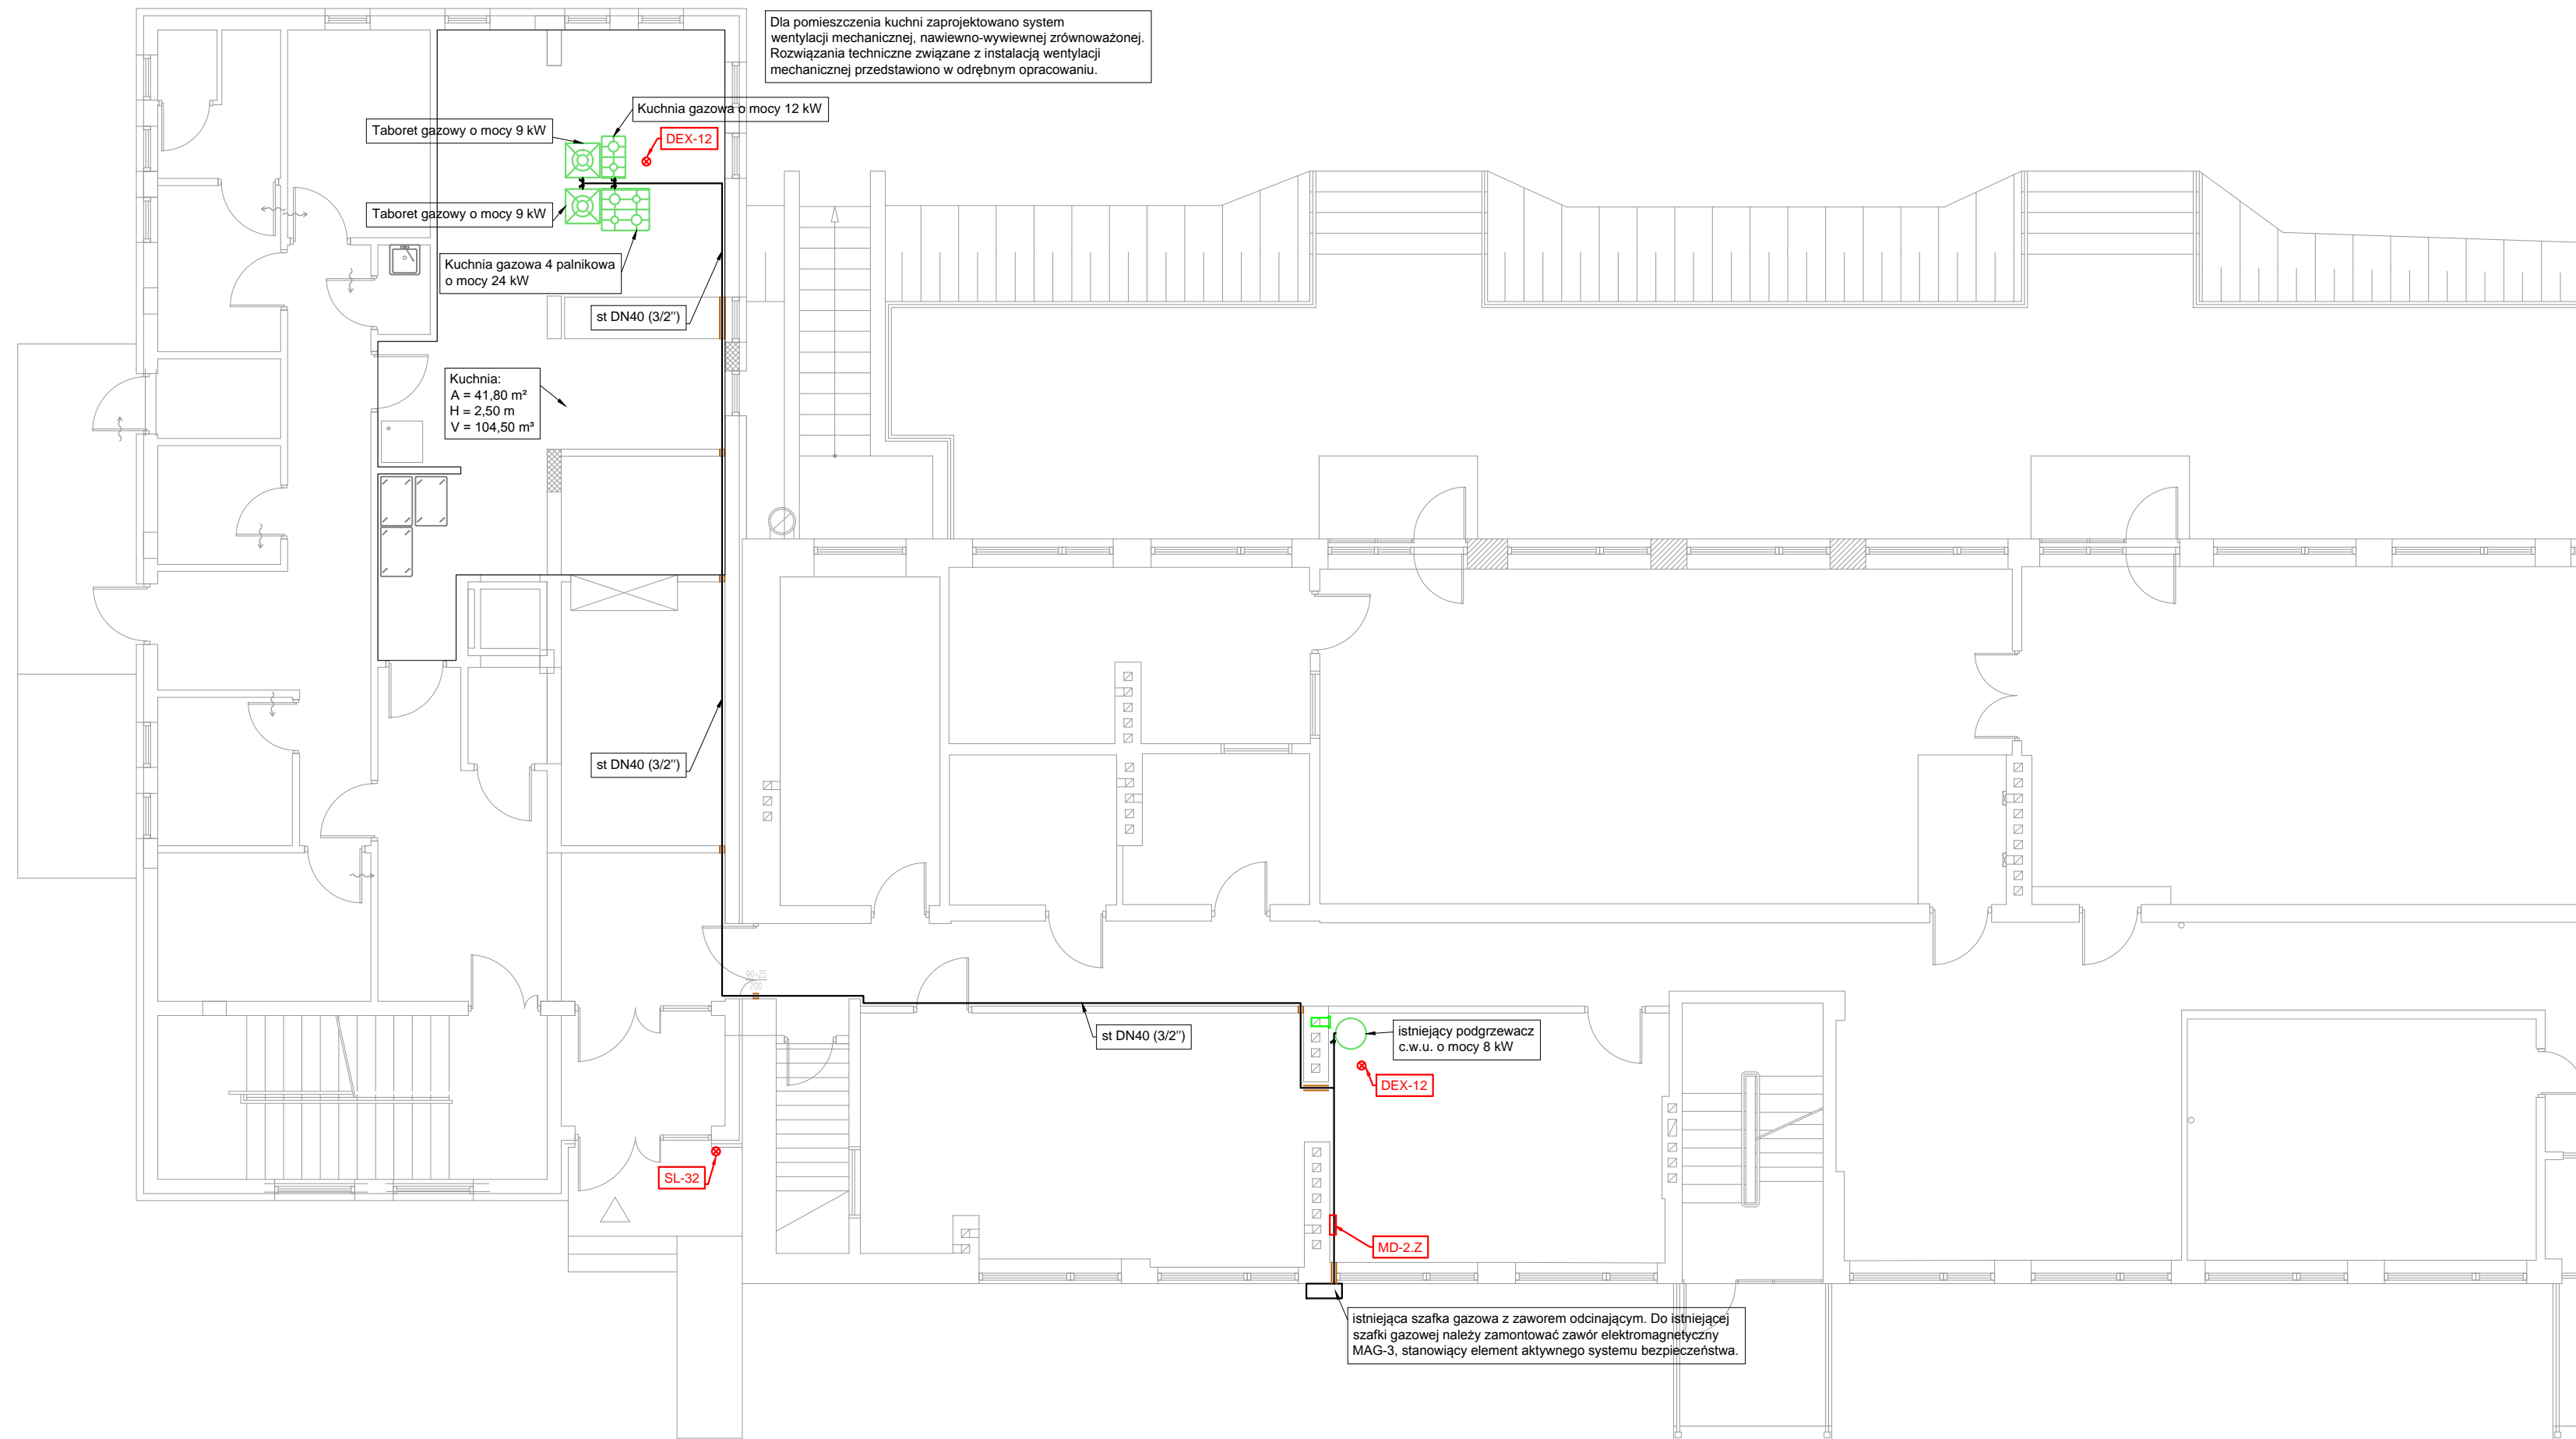 Dla pomieszczenia kuchni zaprojektowano system
wentylacji mechanicznej, nawiewno-wywiewnej zrównoważonej.
Rozwiązania techniczne związane z instalacją wentylacji
mechanicznej przedstawiono w odrębnym opracowaniu.
Kuchnia gazowa o mocy 12 kW
Taboret gazowy o mocy 9 kW
DEX-12
Taboret gazowy o mocy 9 kW
Kuchnia gazowa 4 palnikowa
o mocy 24 kW
st DN40 (3/2")
Kuchnia:
A = 41,80 m²
H = 2,50 m
V = 104,50 m³
*
st DN40 (3/2")
90+25
200
st DN40 (3/2")
istniejący podgrzewacz
c.w.u. o mocy 8 kW
DEX-12
SL-32
MD-2.Z
istniejąca szafka gazowa z zaworem odcinającym. Do istniejącej
szafki gazowej należy zamontować zawór elektromagnetyczny
MAG-3, stanowiący element aktywnego systemu bezpieczeństwa.